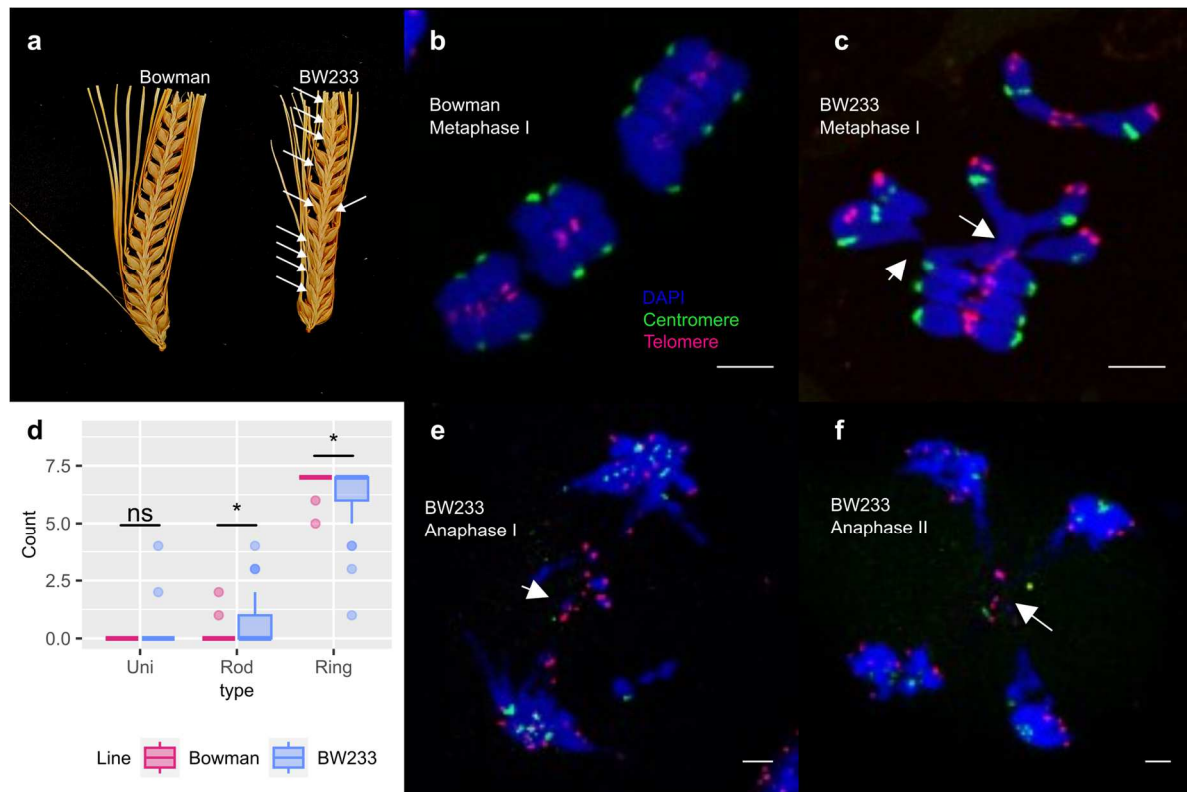 a
Bowman
BW233
b
Bowman
Metaphase I
DAPI
Centromere
Telomere
c
BW233
Metaphase I
d
7.5
5.0
2.5
0.0
Count
ns
*
*
Uni
Rod
Ring
type
Line
Bowman
BW233
e
BW233
Anaphase I
f
BW233
Anaphase II